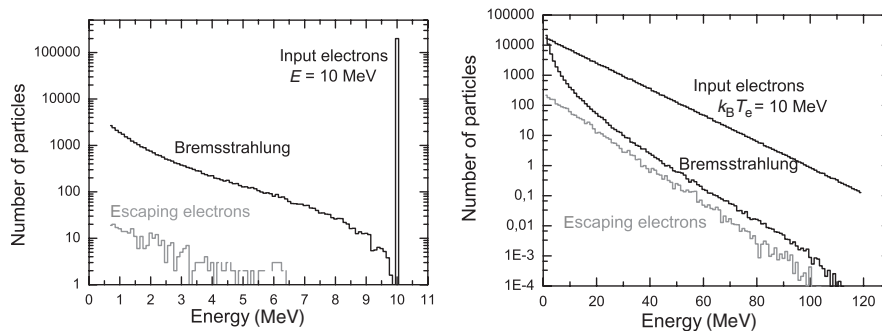 100000
10000
1000
100
10
1
Number of particles
Input electrons
E = 10 MeV
Bremsstrahlung
Escaping electrons
0 1 2 3 4 5 6 7 8 9 10 11
Energy (MeV)
100000
10000
1000
100
10
1
0,1
0,01
1E-3
1E-4
Number of particles
Input electrons
kBTe = 10 MeV
Bremsstrahlung
Escaping electrons
0 20 40 60 80 100 120
Energy (MeV)